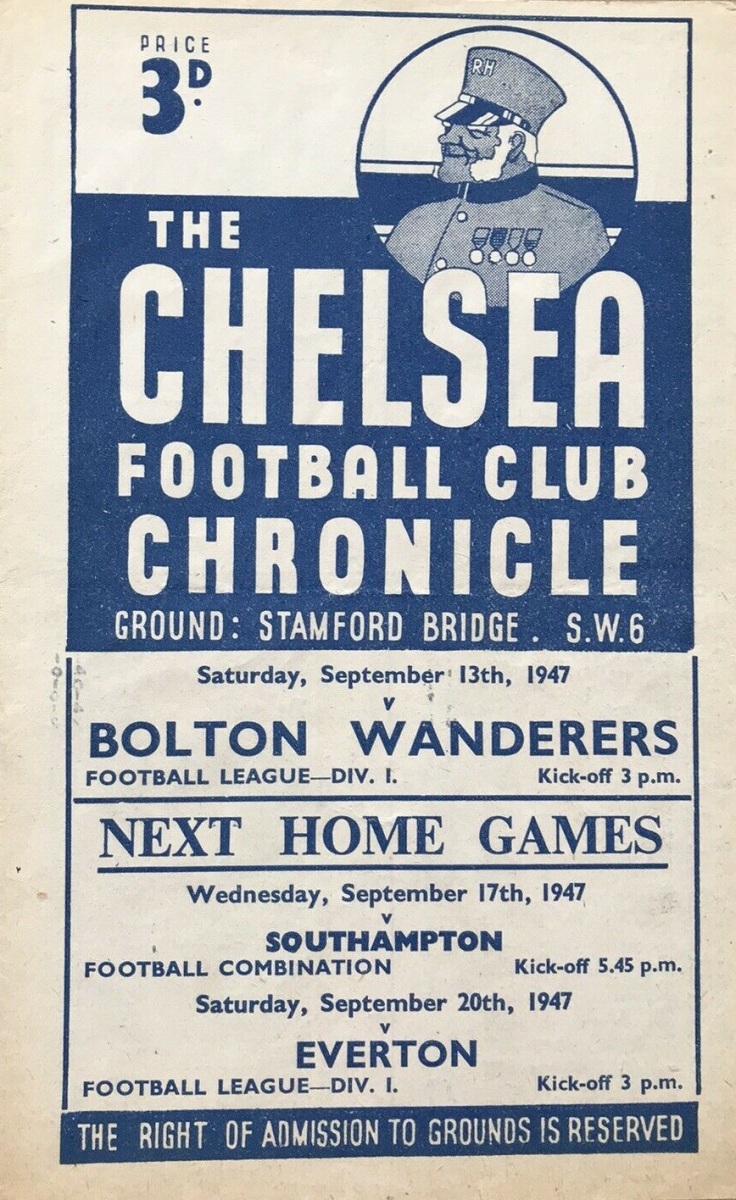 PRICE
3D.
RH
THE
CHELSEA
FOOTBALL CLUB
CHRONICLE
GROUND: STAMFORD BRIDGE. S.W.6
Saturday, September 13th, 1947
v
BOLTON WANDERERS
FOOTBALL LEAGUE—DIV. I. Kick-off 3 p.m.
NEXT HOME GAMES
Wednesday, September 17th, 1947
v
SOUTHAMPTON
FOOTBALL COMBINATION Kick-off 5.45 p.m.
Saturday, September 20th, 1947
v
EVERTON
FOOTBALL LEAGUE—DIV. I. Kick-off 3 p.m.
THE RIGHT OF ADMISSION TO GROUNDS IS RESERVED